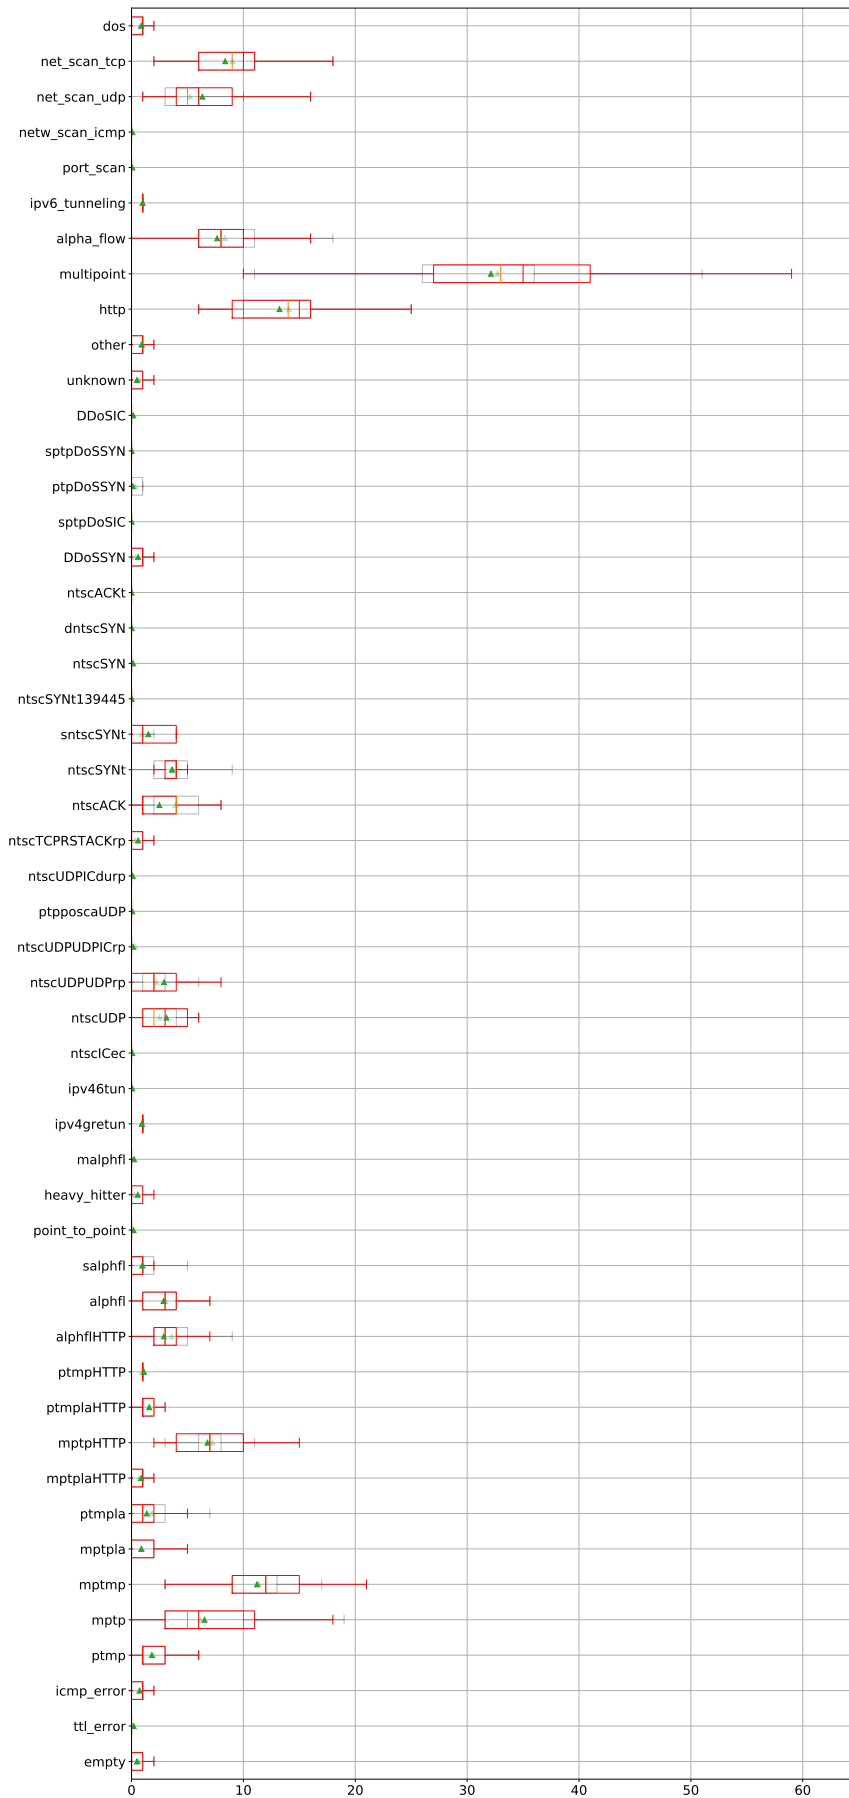 dos
net_scan_tcp
net_scan_udp
netw_scan_icmp
port_scan
ipv6_tunneling
alpha_flow
multipoint
http
other
unknown
DDoSIC
sptpDoSSYN
ptpDoSSYN
sptpDoSIC
DDoSSYN
ntscACKt
dntscSYN
ntscSYN
ntscSYNt139445
sntscSYNt
ntscSYNt
ntscACK
ntscTCPRSTACKrp
ntscUDPICdurp
ptpposcaUDP
ntscUDPUDPICrp
ntscUDPUDPrp
ntscUDP
ntscICec
ipv46tun
ipv4gretun
malphfl
heavy_hitter
point_to_point
salphfl
alphfl
alphflHTTP
ptmpHTTP
ptmplaHTTP
mptpHTTP
mptplaHTTP
ptmpla
mptpla
mptmp
mptp
ptmp
icmp_error
ttl_error
empty
0 10 20 30 40 50 60